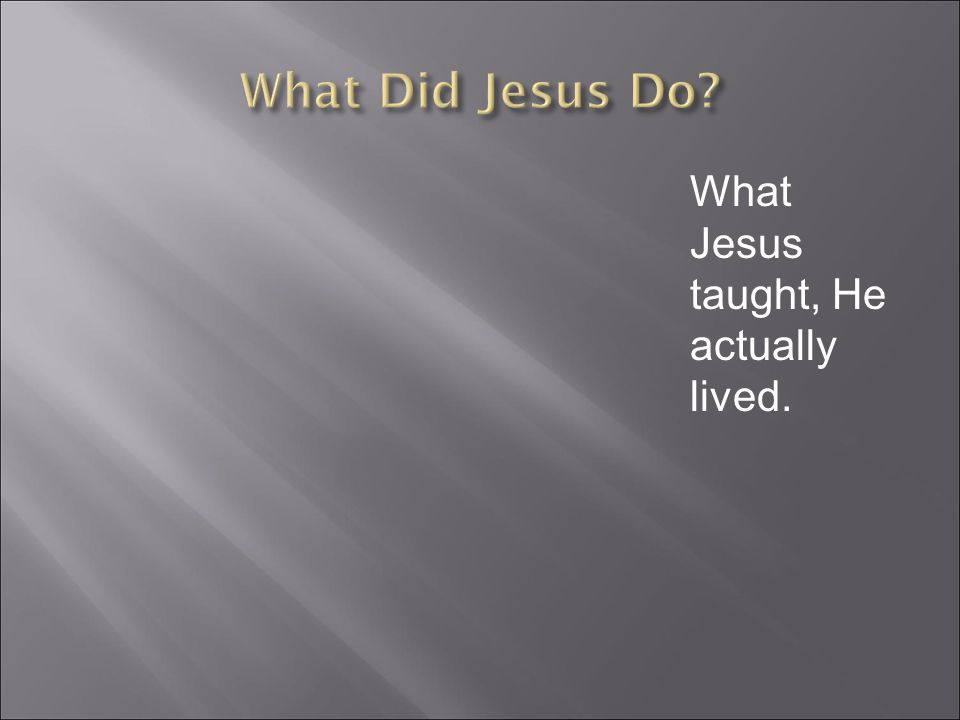 What Did Jesus Do?
What
Jesus
taught, He
actually
lived.